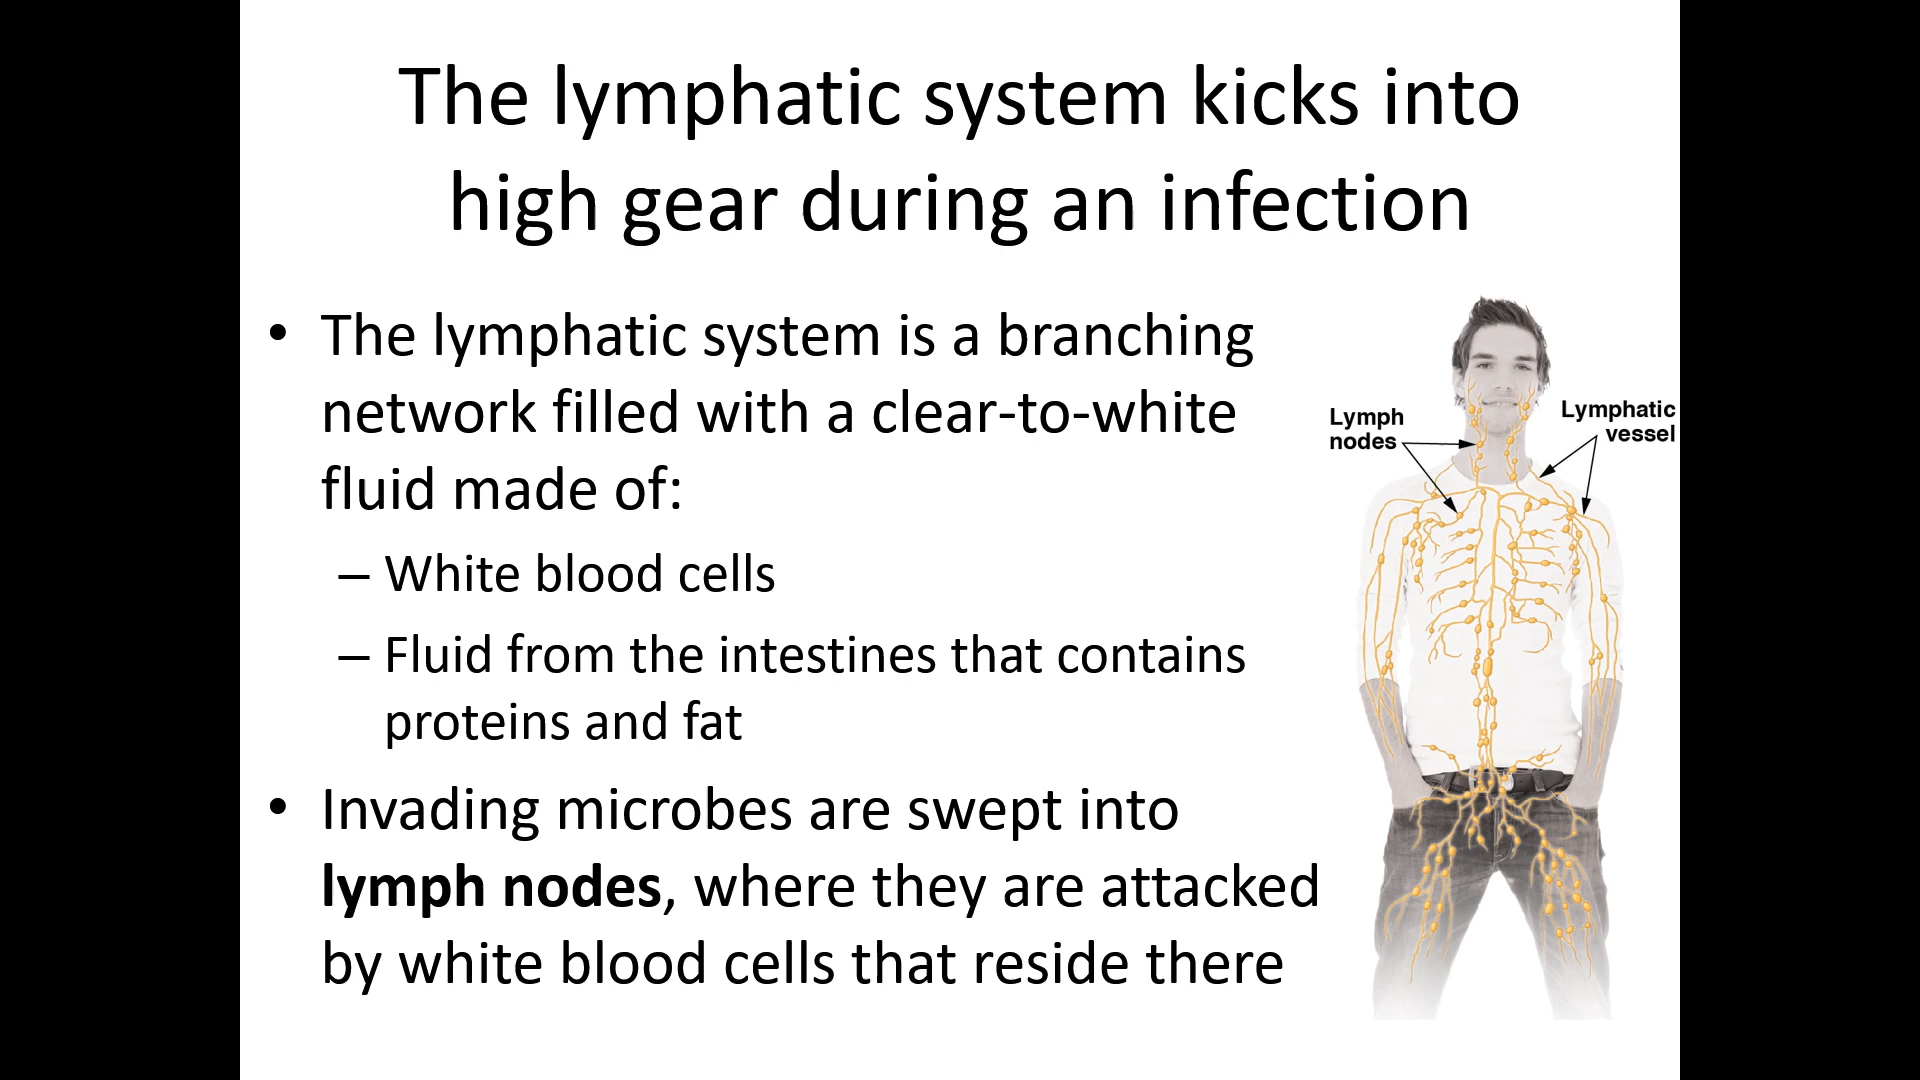 The lymphatic system kicks into
high gear during an infection
• The lymphatic system is a branching
network filled with a clear-to-white
fluid made of:
– White blood cells
– Fluid from the intestines that contains
proteins and fat
• Invading microbes are swept into
lymph nodes, where they are attacked
by white blood cells that reside there
Lymph
nodes
Lymphatic
vessel